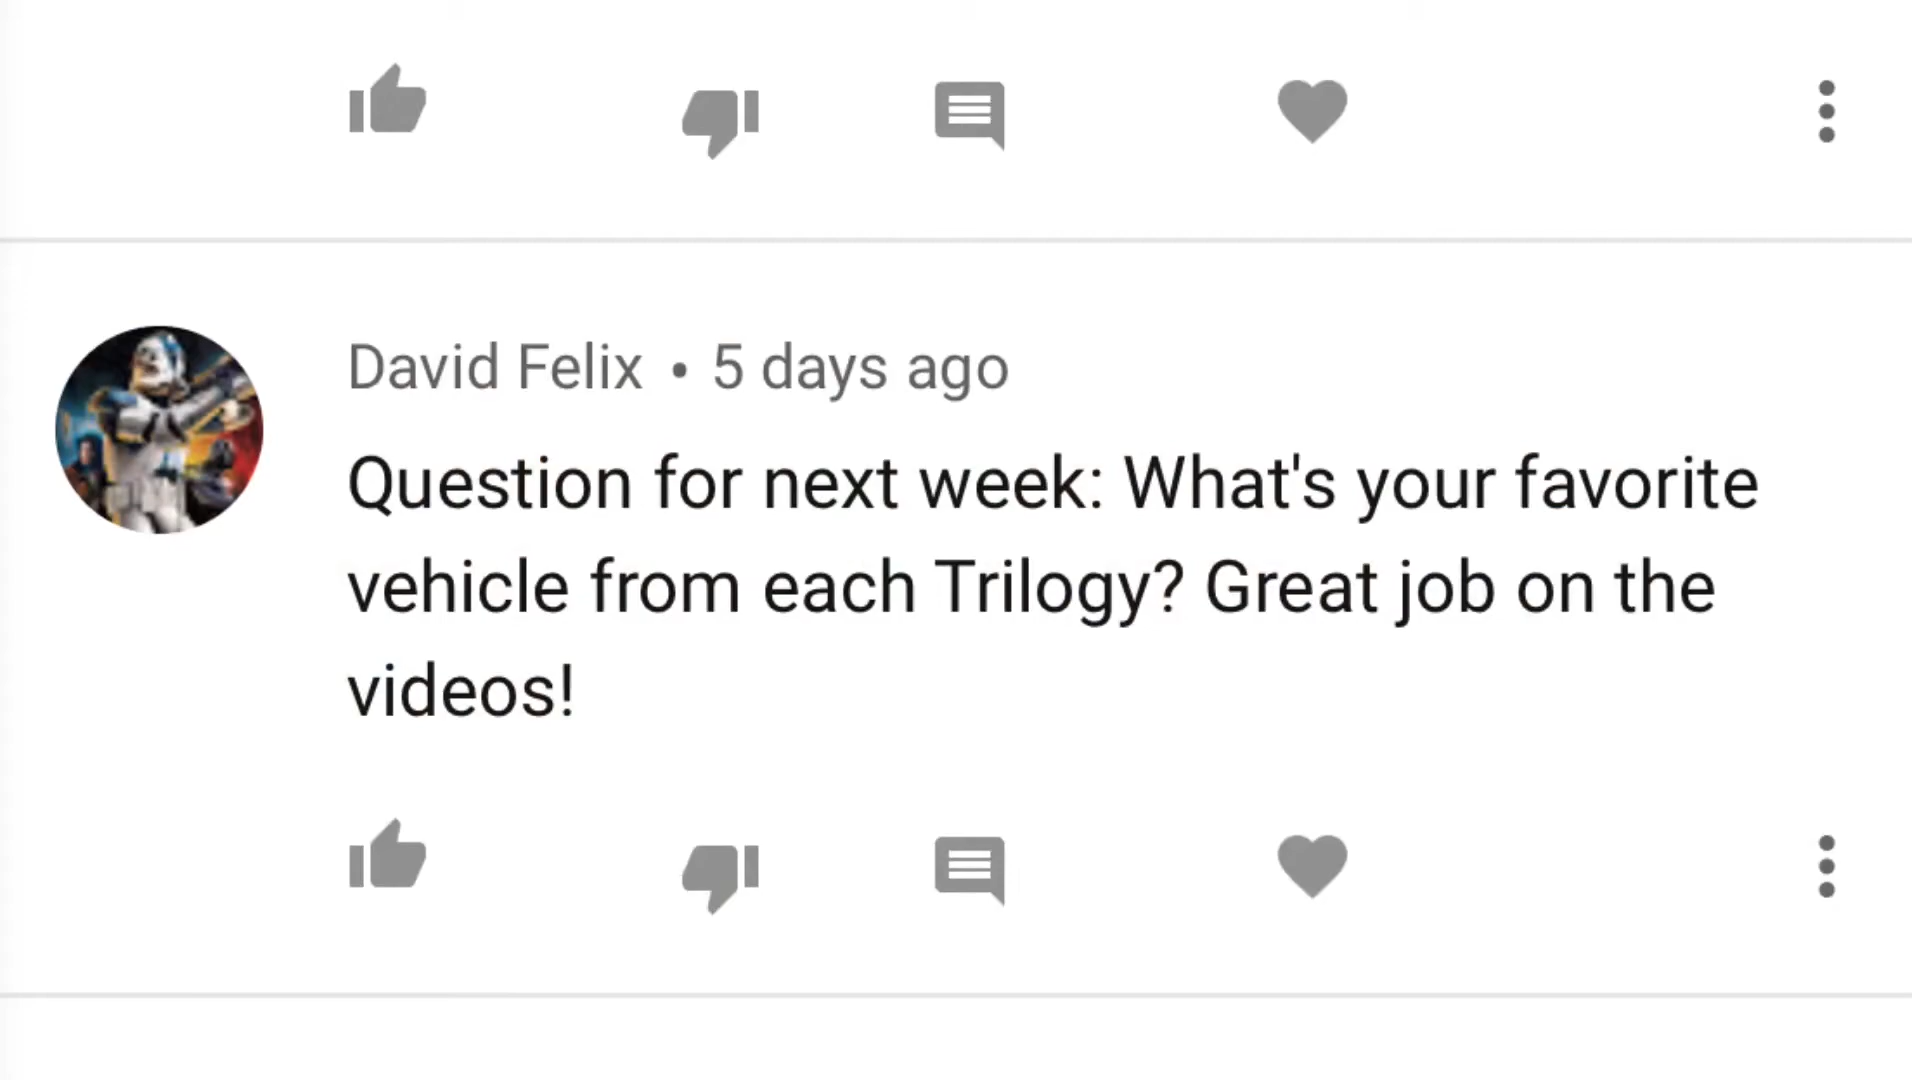 David Felix • 5 days ago
Question for next week: What's your favorite
vehicle from each Trilogy? Great job on the
videos!